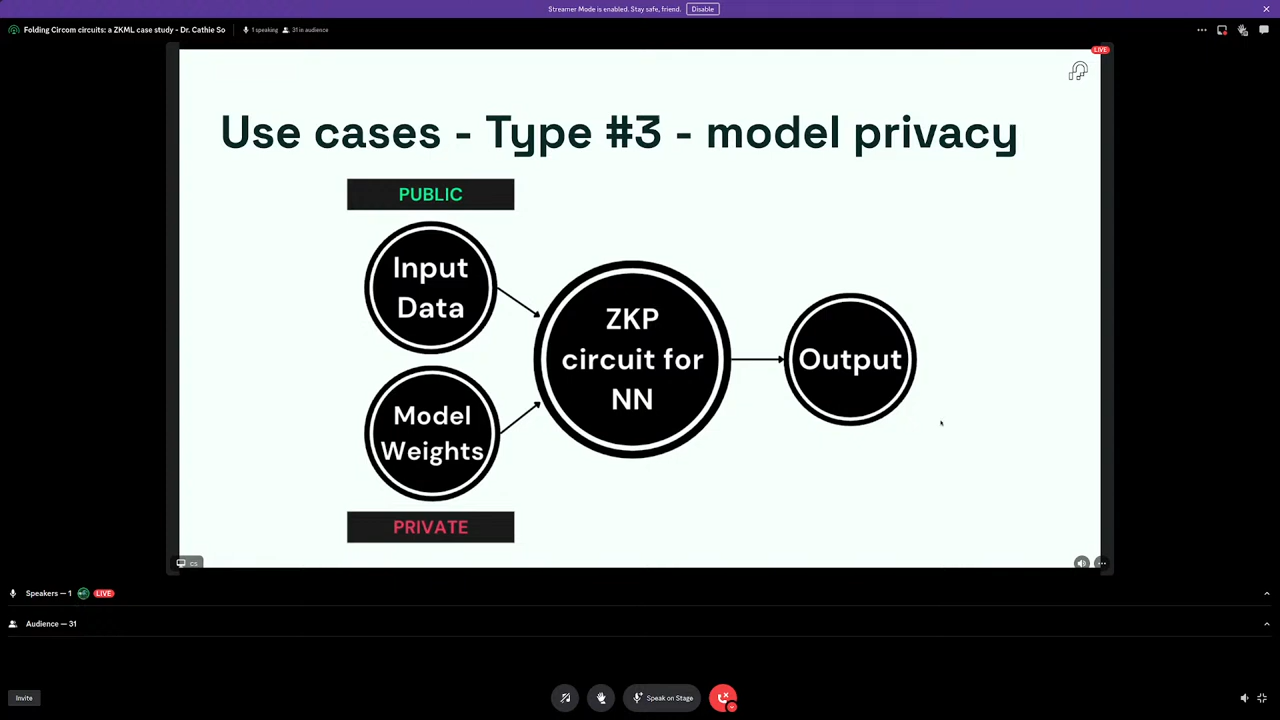 Streamer Mode is enabled. Stay safe, friend. Disable
Folding Circom circuits: a ZKML case study - Dr. Cathie So 1 speaking 31 in audience
LIVE
Use cases - Type #3 - model privacy
PUBLIC
Input
Data
Model
Weights
PRIVATE
ZKP
circuit for
NN
Output
ics
Speakers — 1 LIVE
Audience — 31
Invite
Speak on Stage